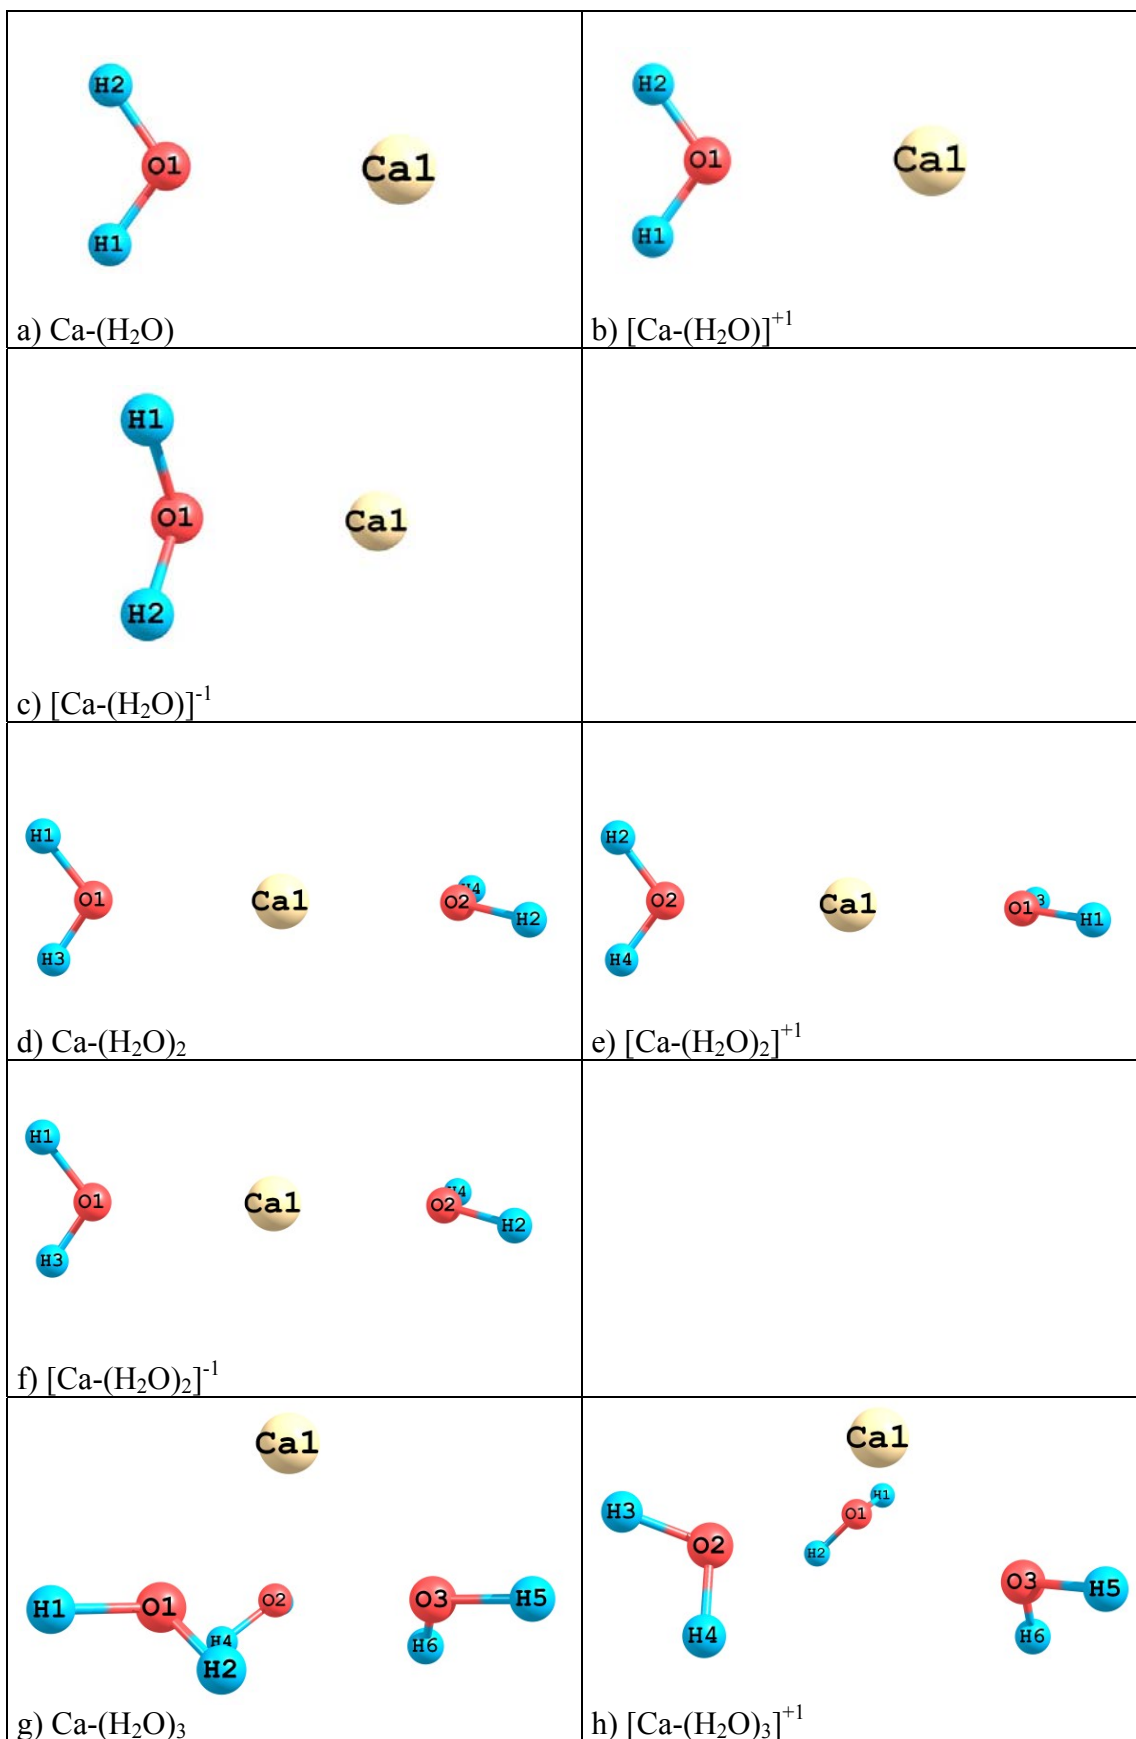 H2
O1
Ca1
H1
a) Ca-(H₂O)
H2
O1
Ca1
H1
b) [Ca-(H₂O)]⁺¹
H1
O1
Ca1
H2
c) [Ca-(H₂O)]⁻¹
H1
O1
Ca1
H4
O2
H2
H3
d) Ca-(H₂O)₂
H2
O2
Ca1
O1
3
H1
H4
e) [Ca-(H₂O)₂]⁺¹
H1
O1
Ca1
H4
O2
H2
H3
f) [Ca-(H₂O)₂]⁻¹
Ca1
H1
O1
O2
O3
H5
H4
H2
H6
g) Ca-(H₂O)₃
Ca1
H3
H1
O1
O2
H2
O3
H5
H4
H6
h) [Ca-(H₂O)₃]⁺¹